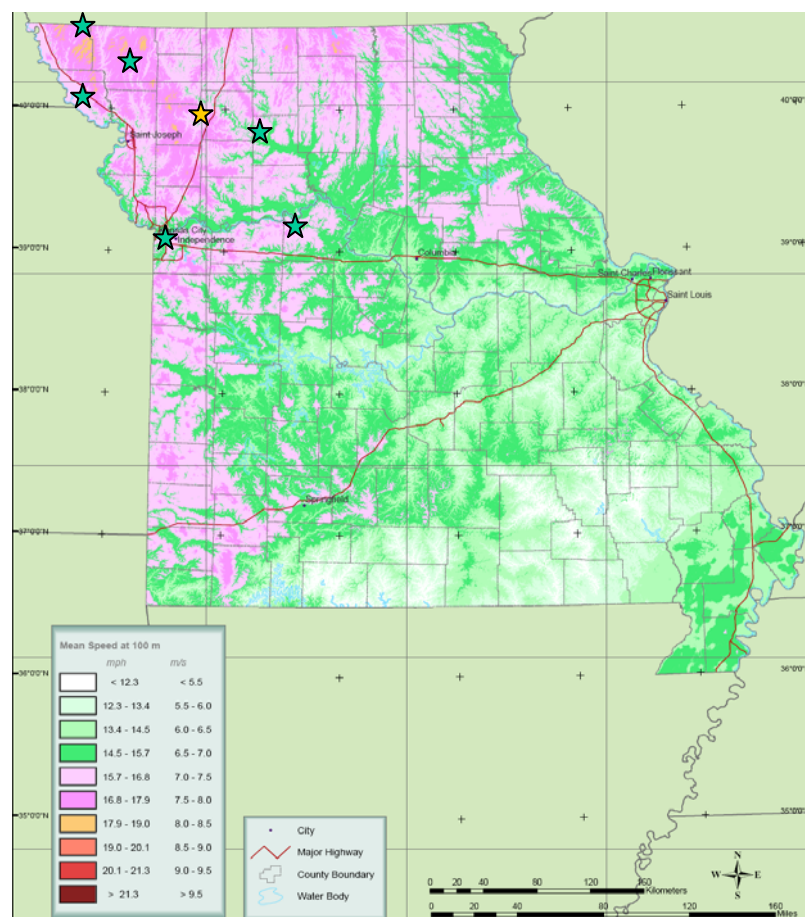 40°0'0"N
40°0'0"N
Saint Joseph
Kansas City
Independence
39°0'0"N
39°0'0"N
Columbia
Saint Charles
Florissant
Saint Louis
38°0'0"N
38°0'0"N
Springfield
37°0'0"N
37°0'0"N
36°0'0"N
36°0'0"N
35°0'0"N
35°0'0"N
Mean Speed at 100 m
mph m/s
< 12.3 < 5.5
12.3 - 13.4 5.5 - 6.0
13.4 - 14.5 6.0 - 6.5
14.5 - 15.7 6.5 - 7.0
15.7 - 16.8 7.0 - 7.5
16.8 - 17.9 7.5 - 8.0
17.9 - 19.0 8.0 - 8.5
19.0 - 20.1 8.5 - 9.0
20.1 - 21.3 9.0 - 9.5
> 21.3 > 9.5
City
Major Highway
County Boundary
Water Body
N
W E
S
0 20 40 80 120 160
Kilometers
0 20 40 80 120 160
Miles